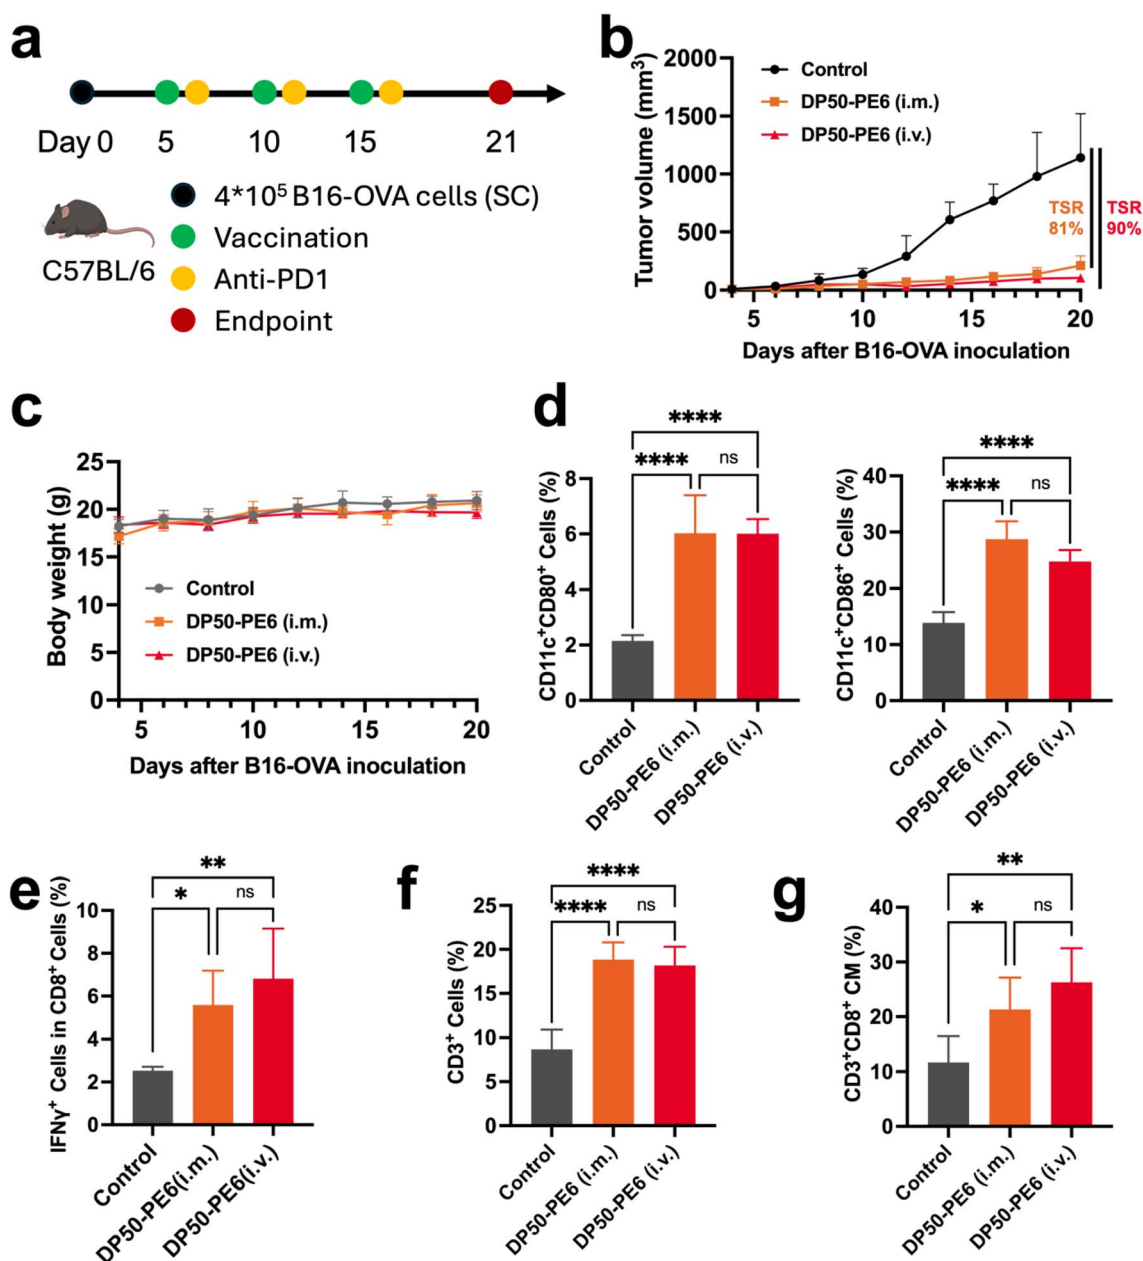 a
Day 0 5 10 15 21
4*10⁵ B16-OVA cells (SC)
Vaccination
Anti-PD1
Endpoint
C57BL/6
b
Tumor volume (mm³)
2000
1500
1000
500
0
5 10 15 20
Days after B16-OVA inoculation
Control
DP50-PE6 (i.m.)
DP50-PE6 (i.v.)
TSR
81%
TSR
90%
c
Body weight (g)
25
20
15
10
5
0
5 10 15 20
Days after B16-OVA inoculation
Control
DP50-PE6 (i.m.)
DP50-PE6 (i.v.)
d
CD11c⁺CD80⁺ Cells (%)
8
6
4
2
0
****
**** ns
Control
DP50-PE6 (i.m.)
DP50-PE6 (i.v.)
CD11c⁺CD86⁺ Cells (%)
40
30
20
10
0
****
**** ns
Control
DP50-PE6 (i.m.)
DP50-PE6 (i.v.)
e
IFNγ⁺ Cells in CD8⁺ Cells (%)
10
8
6
4
2
0
**
* ns
Control
DP50-PE6(i.m.)
DP50-PE6(i.v.)
f
CD3⁺ Cells (%)
25
20
15
10
5
0
****
**** ns
Control
DP50-PE6 (i.m.)
DP50-PE6 (i.v.)
g
CD3⁺CD8⁺ CM (%)
40
30
20
10
0
**
* ns
Control
DP50-PE6 (i.m.)
DP50-PE6 (i.v.)